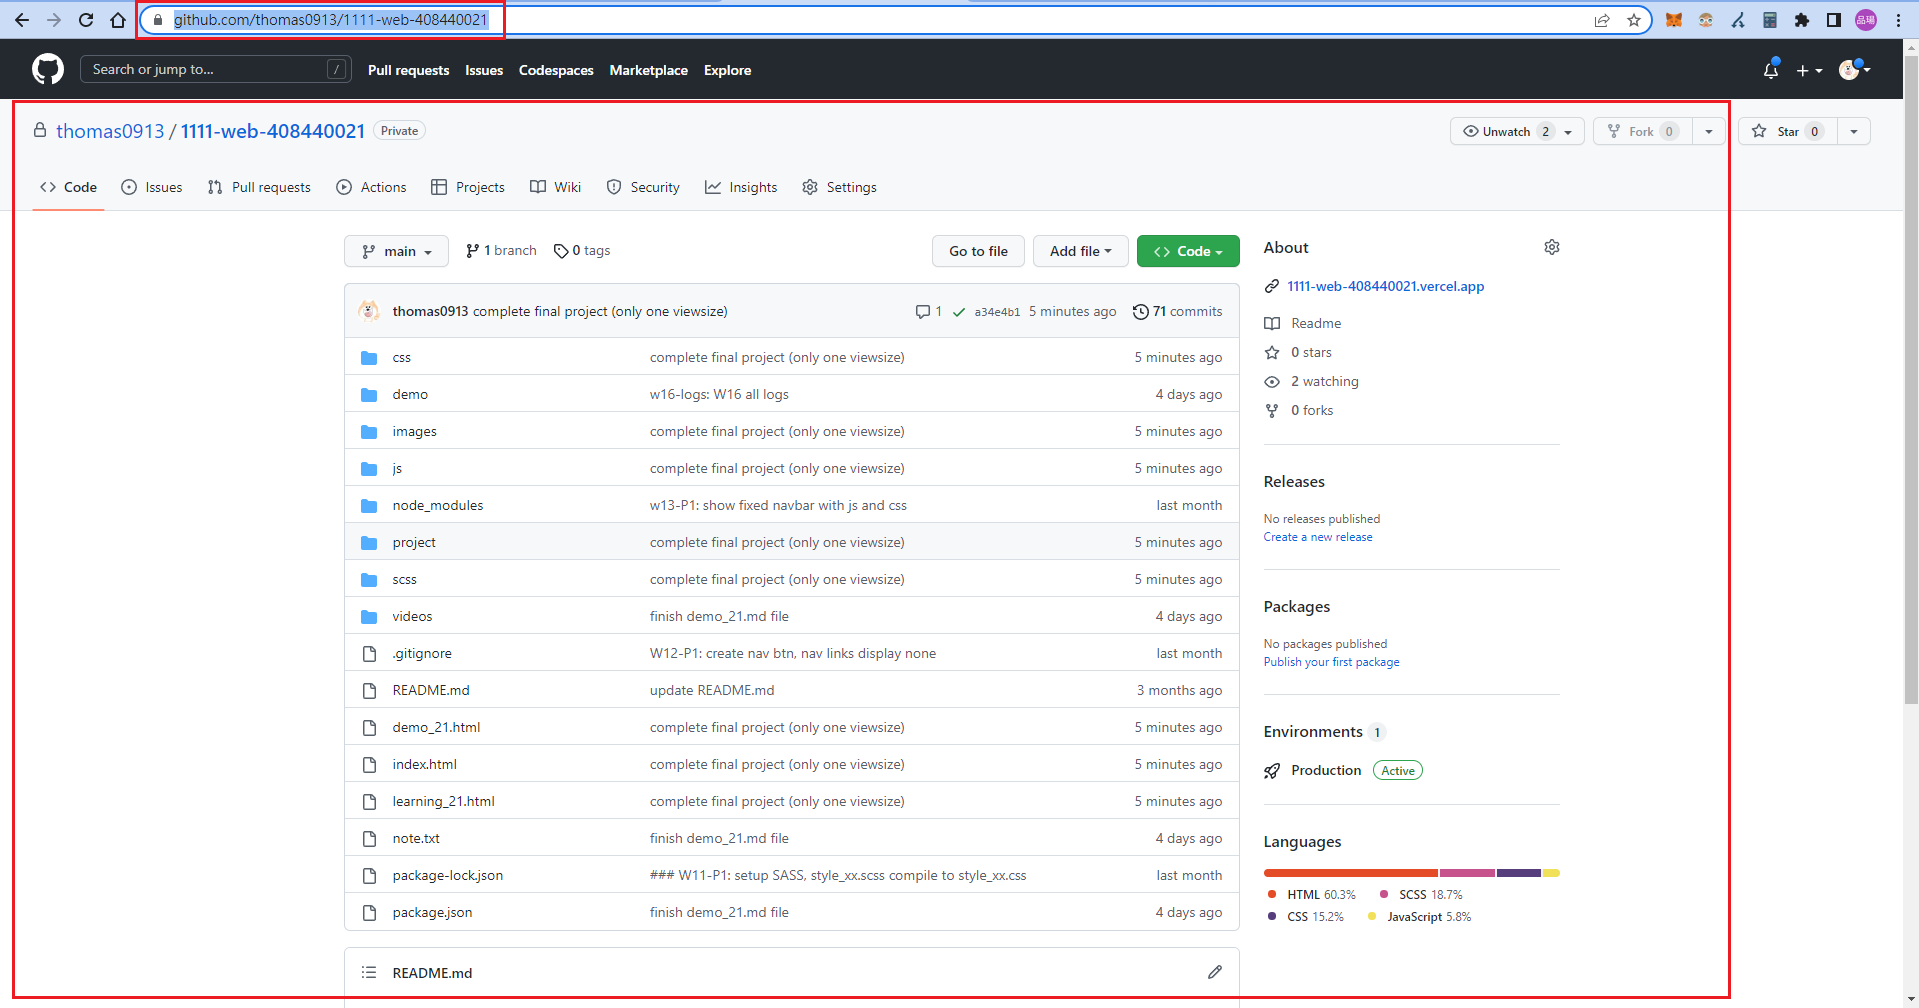 github.com/thomas0913/1111-web-408440021
品瑒
Search or jump to... /
Pull requests Issues Codespaces Marketplace Explore
thomas0913 / 1111-web-408440021 Private
Unwatch 2 Fork 0 Star 0
Code Issues Pull requests Actions Projects Wiki Security Insights Settings
main 1 branch 0 tags Go to file Add file Code
thomas0913 complete final project (only one viewsize) 1 a34e4b1 5 minutes ago 71 commits
css complete final project (only one viewsize) 5 minutes ago
demo w16-logs: W16 all logs 4 days ago
images complete final project (only one viewsize) 5 minutes ago
js complete final project (only one viewsize) 5 minutes ago
node_modules w13-P1: show fixed navbar with js and css last month
project complete final project (only one viewsize) 5 minutes ago
scss complete final project (only one viewsize) 5 minutes ago
videos finish demo_21.md file 4 days ago
.gitignore W12-P1: create nav btn, nav links display none last month
README.md update README.md 3 months ago
demo_21.html complete final project (only one viewsize) 5 minutes ago
index.html complete final project (only one viewsize) 5 minutes ago
learning_21.html complete final project (only one viewsize) 5 minutes ago
note.txt finish demo_21.md file 4 days ago
package-lock.json ### W11-P1: setup SASS, style_xx.scss compile to style_xx.css last month
package.json finish demo_21.md file 4 days ago
README.md
About
1111-web-408440021.vercel.app
Readme
0 stars
2 watching
0 forks
Releases
No releases published
Create a new release
Packages
No packages published
Publish your first package
Environments 1
Production Active
Languages
HTML 60.3% SCSS 18.7%
CSS 15.2% JavaScript 5.8%